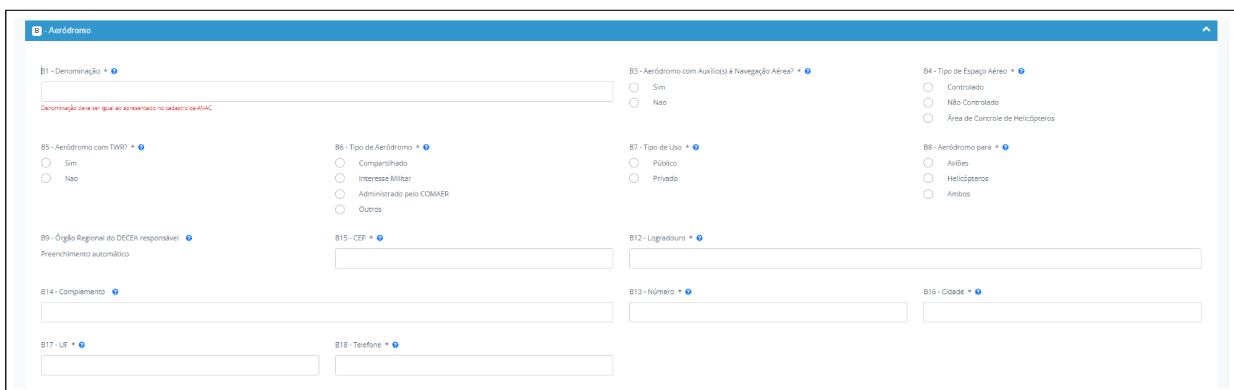 B - Aeródromo
B1 - Denominação *
B3 - Aeródromo com Auxílio(s) à Navegação Aérea? *
B4 - Tipo de Espaço Aéreo *
Sim
Controlado
Nao
Não Controlado
Denominação deve ser igual ao apresentado no cadastro da ANAC
Área de Controle de Helicópteros
B5 - Aeródromo com TWR? *
B6 - Tipo de Aeródromo *
B7 - Tipo de Uso *
B8 - Aeródromo para *
Sim
Compartilhado
Público
Aviões
Nao
Interesse Militar
Privado
Helicópteros
Administrado pelo COMAER
Ambos
Outros
B9 - Órgão Regional do DECEA responsável
B15 - CEP *
B12 - Logradouro *
Preenchimento automático
B14 - Complemento
B13 - Número *
B16 - Cidade *
B17 - UF *
B18 - Telefone *